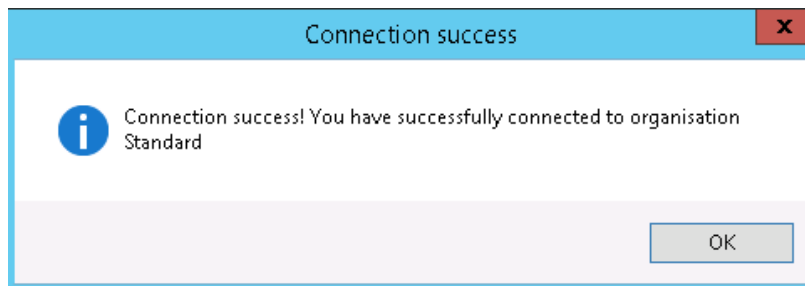 Connection success
x
Connection success! You have successfully connected to organisation
Standard
OK